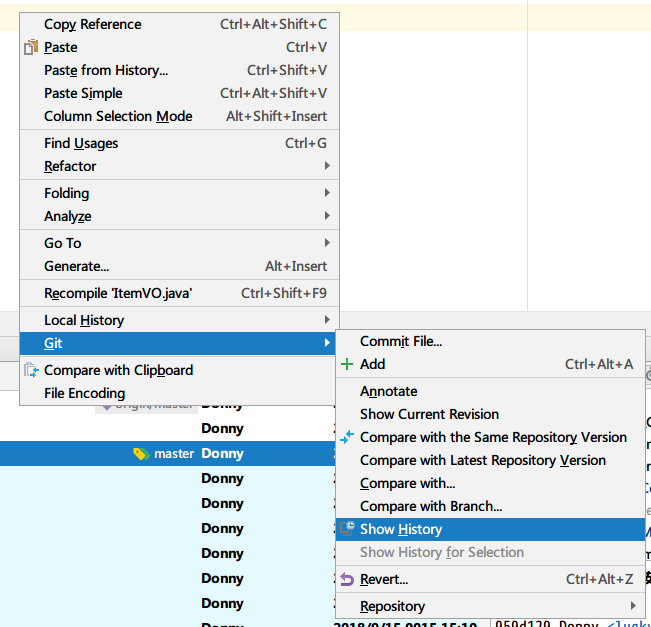 Copy Reference Ctrl+Alt+Shift+C
Paste Ctrl+V
Paste from History... Ctrl+Shift+V
Paste Simple Ctrl+Alt+Shift+V
Column Selection Mode Alt+Shift+Insert
Find Usages Ctrl+G
Refactor
Folding
Analyze
Go To
Generate... Alt+Insert
Recompile 'ItemVO.java' Ctrl+Shift+F9
Local History
Git
Compare with Clipboard
File Encoding
Commit File...
Add Ctrl+Alt+A
Annotate
Show Current Revision
Compare with the Same Repository Version
Compare with Latest Repository Version
Compare with...
Compare with Branch...
Show History
Show History for Selection
Revert... Ctrl+Alt+Z
Repository
origin/master Donny
Donny
master Donny
Donny
Donny
Donny
Donny
Donny
Donny
Donny 2018/9/15 0015 15:10 959d129 Donny <lucky